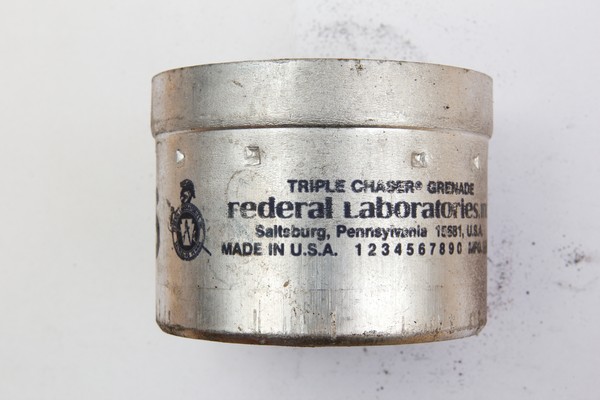 TRIPLE CHASER® GRENADE
Federal Laboratories,
Saltsburg, Pennsylvania 15681, U.S.A.
MADE IN U.S.A. 1 2 3 4 5 6 7 8 9 0 MFG.